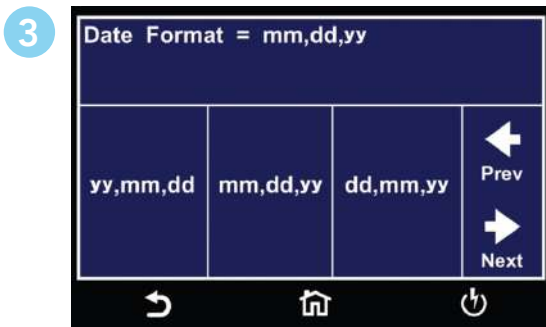 3
Date Format = mm,dd,yy
yy,mm,dd
mm,dd,yy
dd,mm,yy
Prev
Next